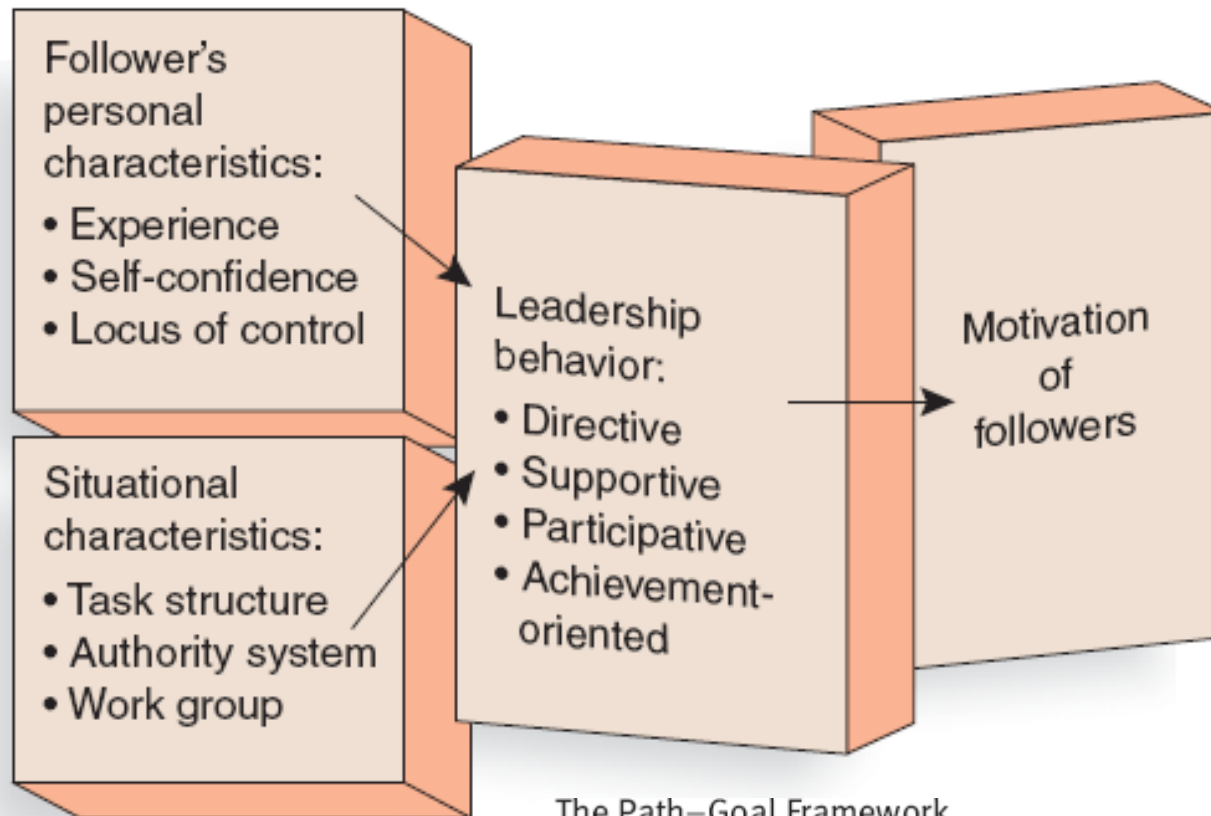 Follower's
personal
characteristics:
• Experience
• Self-confidence
• Locus of control
Situational
characteristics:
• Task structure
• Authority system
• Work group
Leadership
behavior:
• Directive
• Supportive
• Participative
• Achievement-
oriented
Motivation
of
followers
The Path–Goal Framework